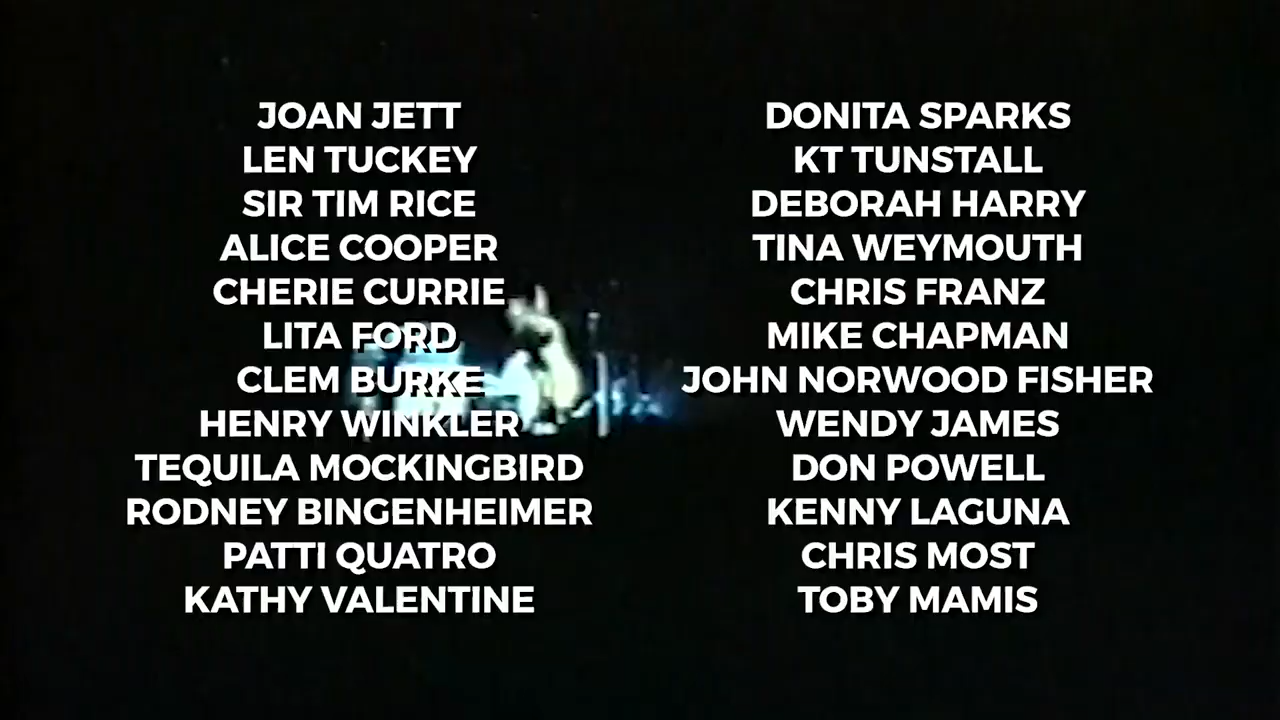 JOAN JETT
LEN TUCKEY
SIR TIM RICE
ALICE COOPER
CHERIE CURRIE
LITA FORD
CLEM BURKE
HENRY WINKLER
TEQUILA MOCKINGBIRD
RODNEY BINGENHEIMER
PATTI QUATRO
KATHY VALENTINE
DONITA SPARKS
KT TUNSTALL
DEBORAH HARRY
TINA WEYMOUTH
CHRIS FRANZ
MIKE CHAPMAN
JOHN NORWOOD FISHER
WENDY JAMES
DON POWELL
KENNY LAGUNA
CHRIS MOST
TOBY MAMIS